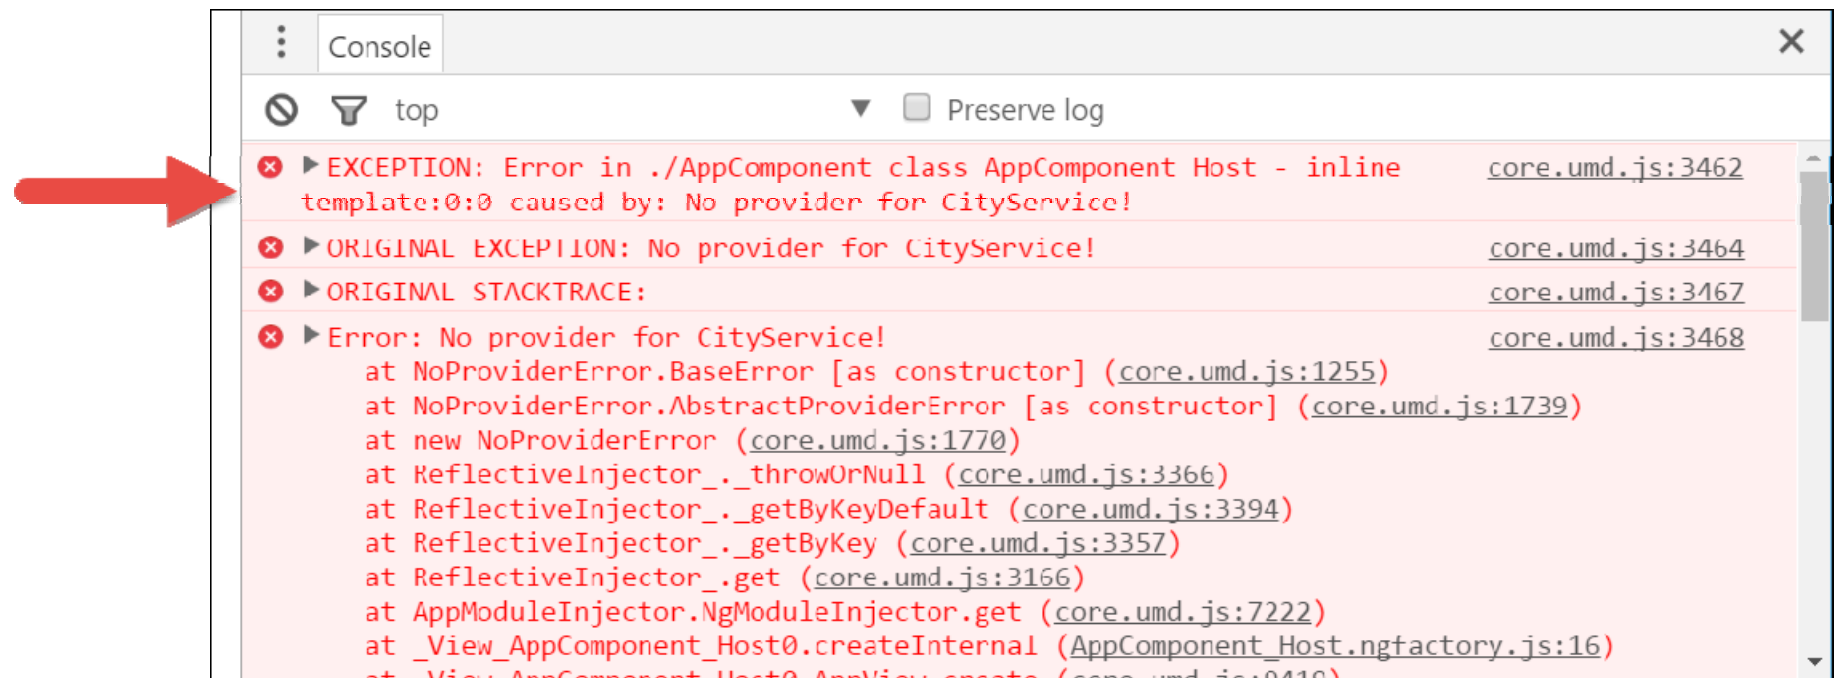 Console
top
Preserve log
EXCEPTION: Error in ./AppComponent class AppComponent Host - inline core.umd.js:3462
template:0:0 caused by: No provider for CityService!
ORIGINAL EXCEPTION: No provider for CityService! core.umd.js:3464
ORIGINAL STACKTRACE: core.umd.js:3467
Error: No provider for CityService! core.umd.js:3468
at NoProviderError.BaseError [as constructor] (core.umd.js:1255)
at NoProviderError.AbstractProviderError [as constructor] (core.umd.js:1739)
at new NoProviderError (core.umd.js:1770)
at ReflectiveInjector_._throwOrNull (core.umd.js:3366)
at ReflectiveInjector_._getByKeyDefault (core.umd.js:3394)
at ReflectiveInjector_._getByKey (core.umd.js:3357)
at ReflectiveInjector_.get (core.umd.js:3166)
at AppModuleInjector.NgModuleInjector.get (core.umd.js:7222)
at _View_AppComponent_Host0.createInternal (AppComponent_Host.ngfactory.js:16)
at _View_AppComponent_Host0.AppView.create